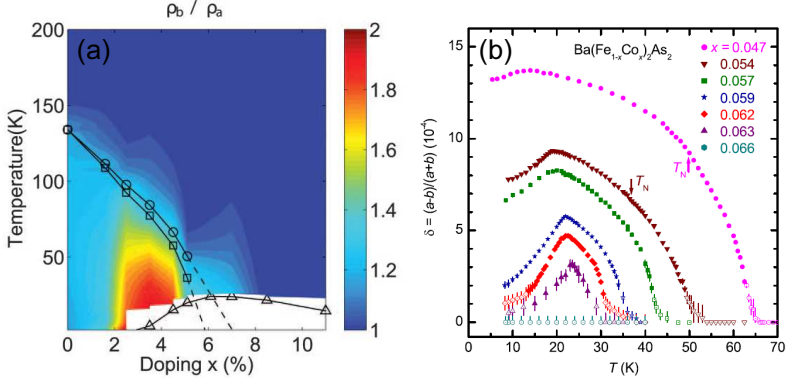 ρb / ρa
(a)
200
150
100
50
Temperature(K)
0 2 4 6 8 10
Doping x (%)
2
1.8
1.6
1.4
1.2
1
(b)
Ba(Fe1-xCox)2As2
x = 0.047
0.054
0.057
0.059
0.062
0.063
0.066
TN
TN
15
10
5
0
δ = (a-b)/(a+b) (10-4)
0 10 20 30 40 50 60 70
T (K)